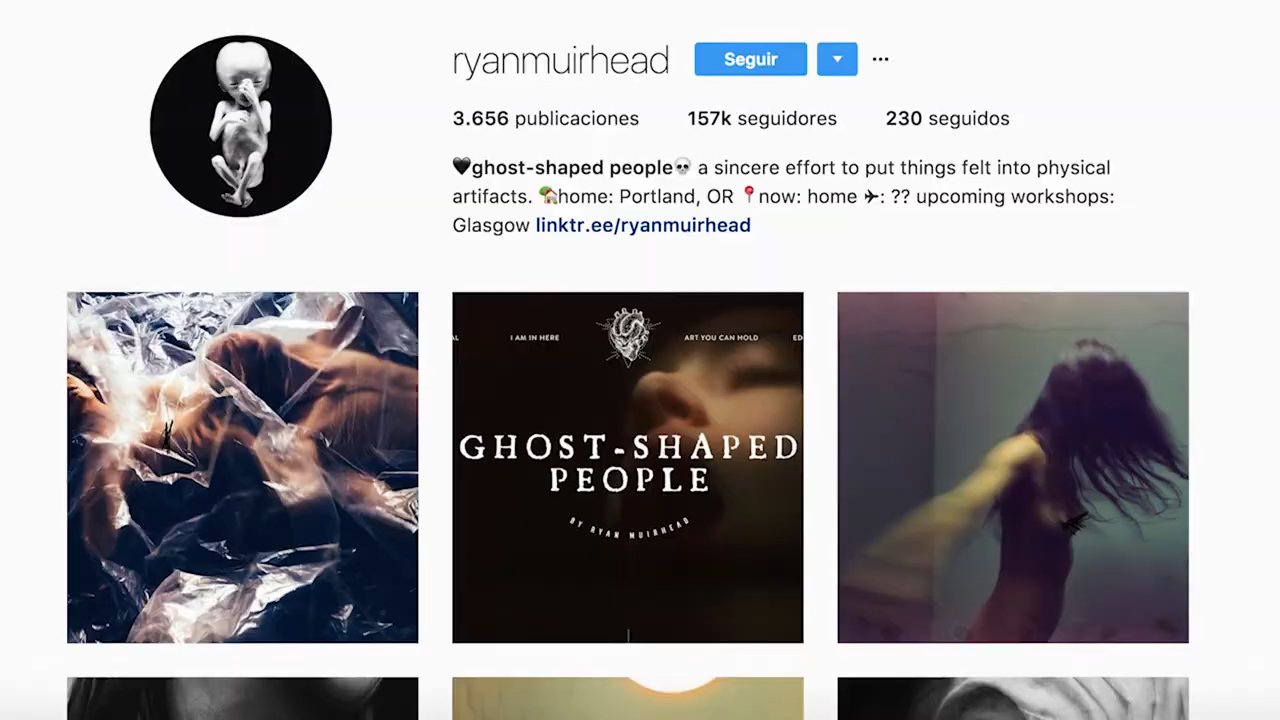 ryanmuirhead Seguir ...
3.656 publicaciones 157k seguidores 230 seguidos
🖤ghost-shaped people💀 a sincere effort to put things felt into physical
artifacts. 🏡home: Portland, OR 📍now: home ✈: ?? upcoming workshops:
Glasgow linktr.ee/ryanmuirhead
AL I AM IN HERE ART YOU CAN HOLD ED
GHOST-SHAPED
PEOPLE
BY RYAN MUIRHEAD